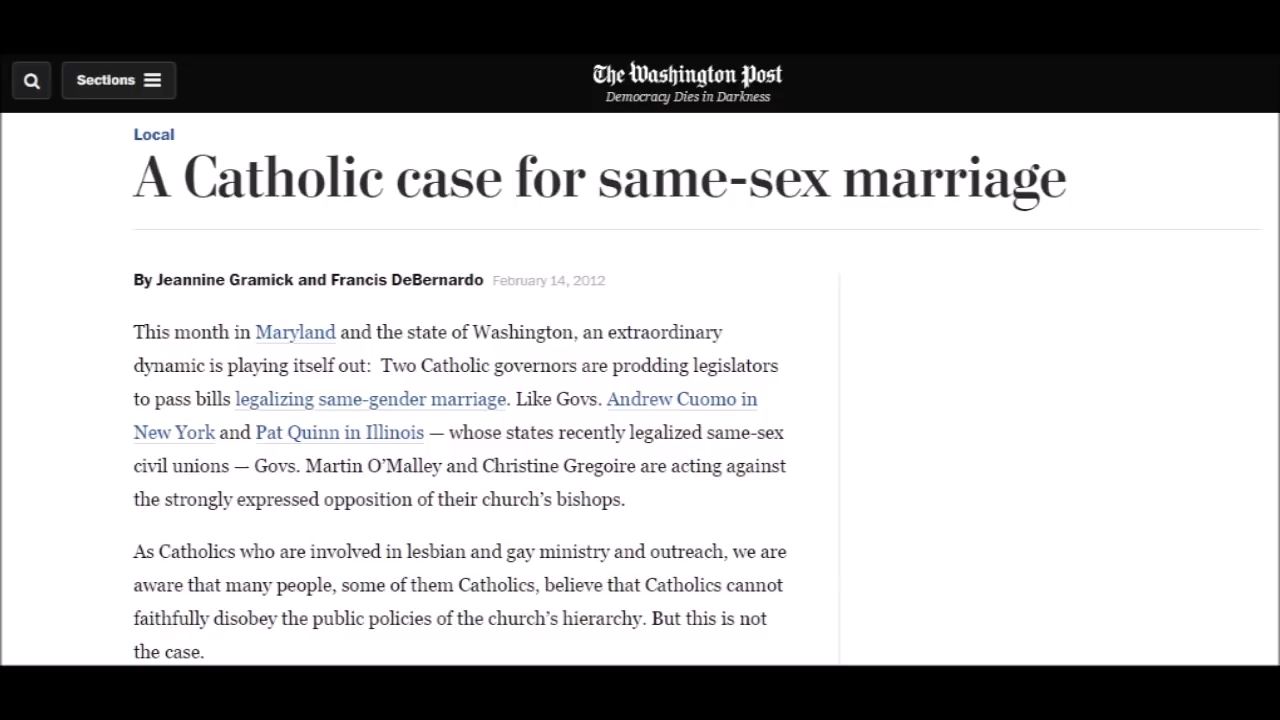 Sections
The Washington Post
Democracy Dies in Darkness
Local
A Catholic case for same-sex marriage
By Jeannine Gramick and Francis DeBernardo February 14, 2012
This month in Maryland and the state of Washington, an extraordinary
dynamic is playing itself out:  Two Catholic governors are prodding legislators
to pass bills legalizing same-gender marriage. Like Govs. Andrew Cuomo in
New York and Pat Quinn in Illinois — whose states recently legalized same-sex
civil unions — Govs. Martin O’Malley and Christine Gregoire are acting against
the strongly expressed opposition of their church’s bishops.
As Catholics who are involved in lesbian and gay ministry and outreach, we are
aware that many people, some of them Catholics, believe that Catholics cannot
faithfully disobey the public policies of the church’s hierarchy. But this is not
the case.